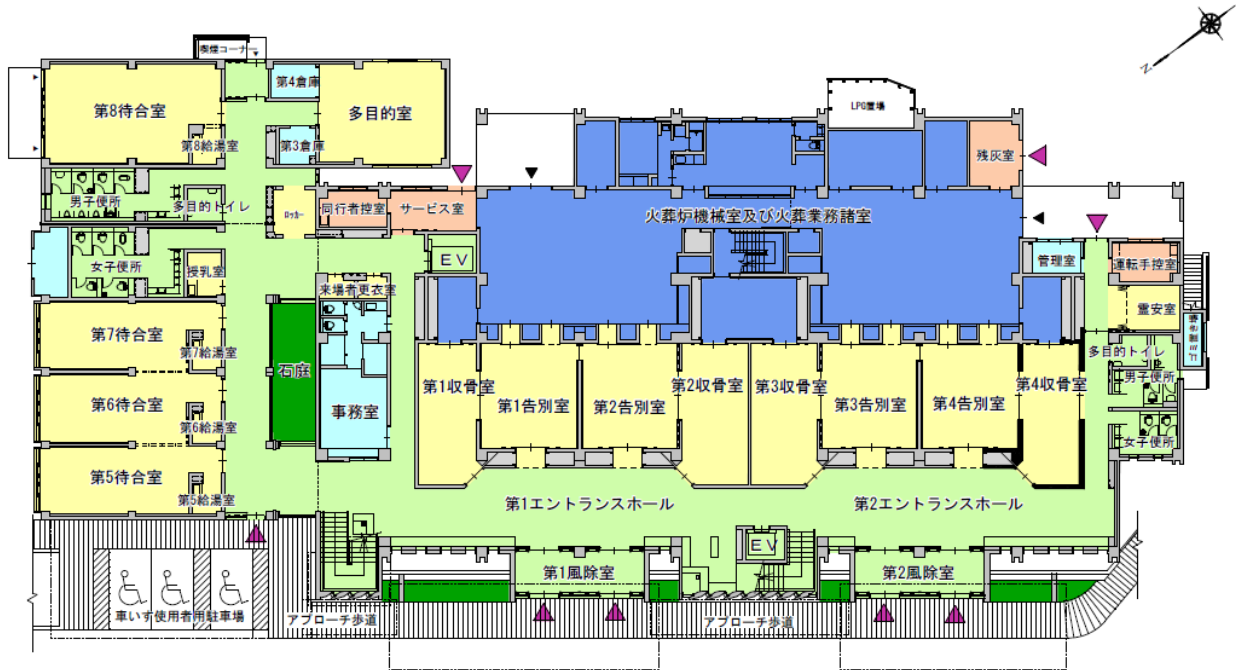 喫煙コーナー
N
第8待合室
第4倉庫
多目的室
LPG置場
第8給湯室
第3倉庫
残灰室
男子便所
多目的トイレ
ロッカー
同行者控室
サービス室
火葬炉機械室及び火葬業務諸室
女子便所
授乳室
EV
管理室
運転手控室
来場者更衣室
霊安室
ゴミ置き場
第7待合室
第7給湯室
石庭
多目的トイレ
男子便所
第1収骨室
第1告別室
第2告別室
第2収骨室
第3収骨室
第3告別室
第4告別室
第4収骨室
第6待合室
第6給湯室
事務室
女子便所
第5待合室
第5給湯室
第1エントランスホール
第2エントランスホール
EV
第1風除室
第2風除室
車いす使用者用駐車場
アプローチ歩道
アプローチ歩道